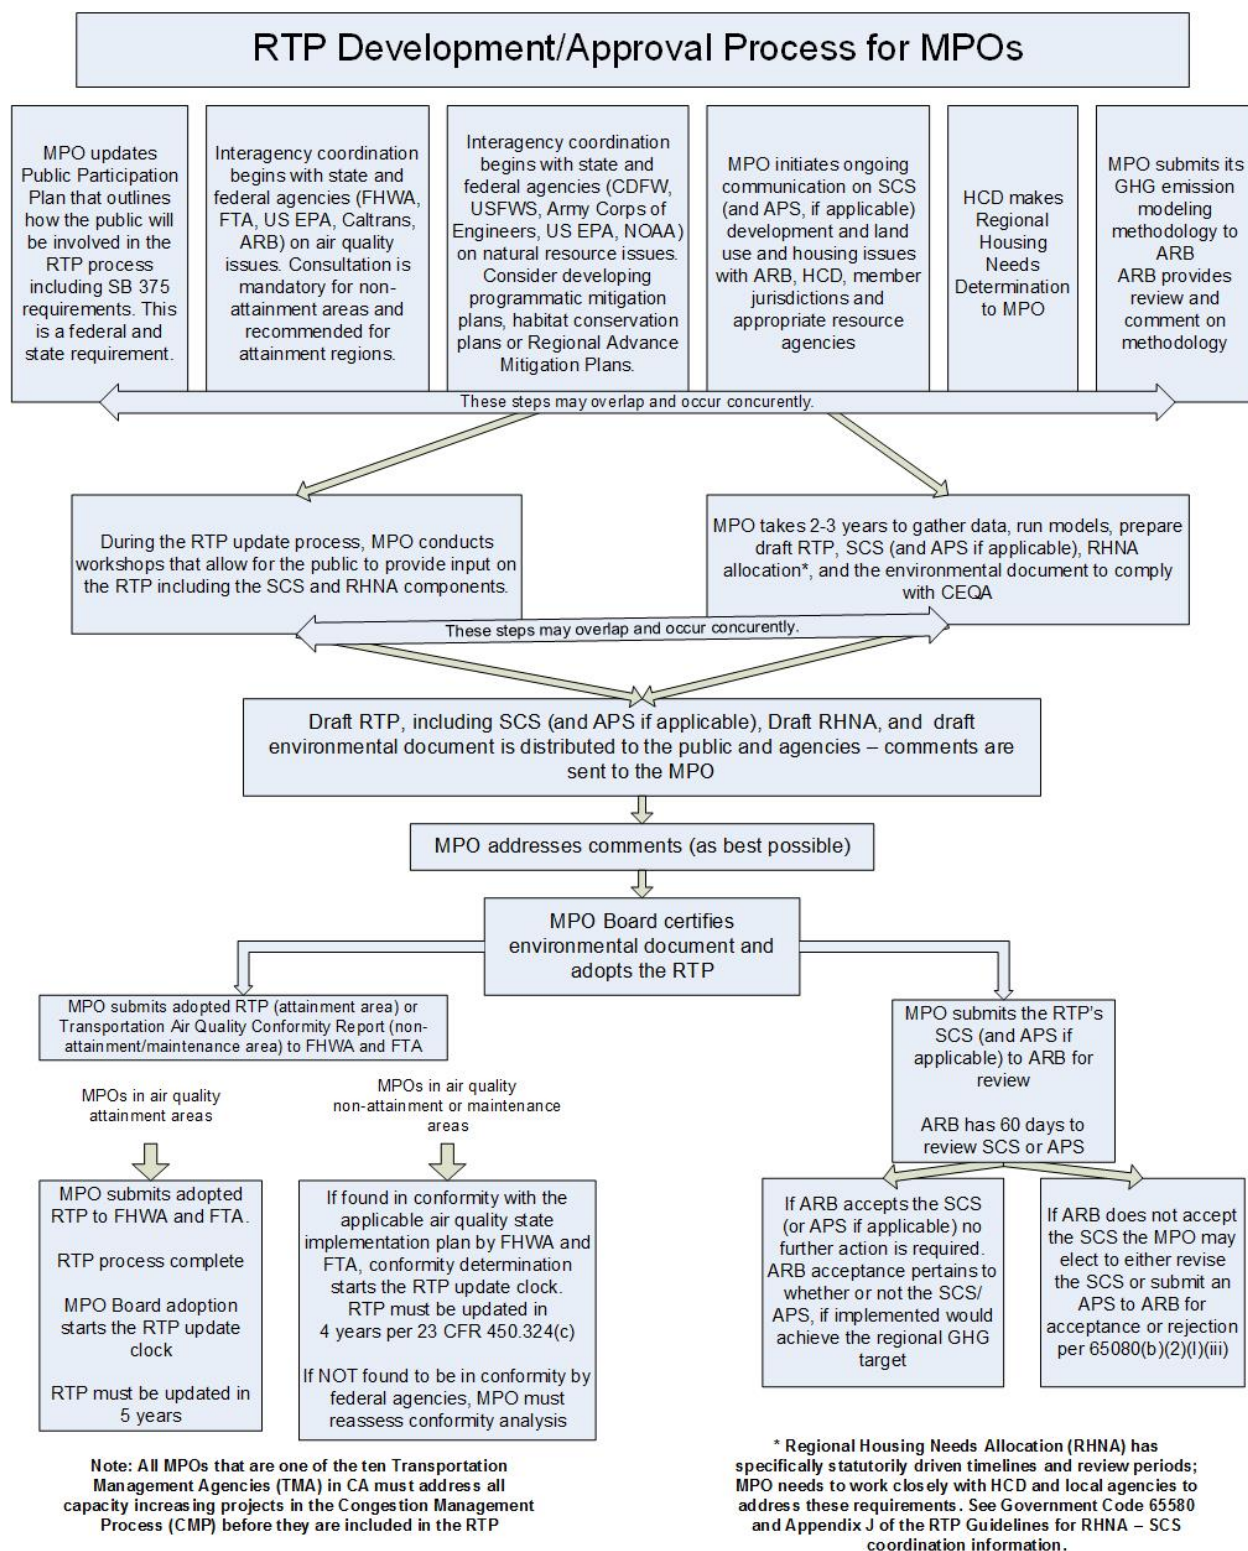 RTP Development/Approval Process for MPOs
MPO updates
Public Participation
Plan that outlines
how the public will
be involved in the
RTP process
including SB 375
requirements. This
is a federal and
state requirement.
Interagency coordination
begins with state and
federal agencies (FHWA,
FTA, US EPA, Caltrans,
ARB) on air quality
issues. Consultation is
mandatory for non-
attainment areas and
recommended for
attainment regions.
Interagency coordination
begins with state and
federal agencies (CDFW,
USFWS, Army Corps of
Engineers, US EPA, NOAA)
on natural resource issues.
Consider developing
programmatic mitigation
plans, habitat conservation
plans or Regional Advance
Mitigation Plans.
MPO initiates ongoing
communication on SCS
(and APS, if applicable)
development and land
use and housing issues
with ARB, HCD, member
jurisdictions and
appropriate resource
agencies
HCD makes
Regional
Housing
Needs
Determination
to MPO
MPO submits its
GHG emission
modeling
methodology to
ARB
ARB provides
review and
comment on
methodology
These steps may overlap and occur concurently.
During the RTP update process, MPO conducts
workshops that allow for the public to provide input on
the RTP including the SCS and RHNA components.
MPO takes 2-3 years to gather data, run models, prepare
draft RTP, SCS (and APS if applicable), RHNA
allocation*, and the environmental document to comply
with CEQA
These steps may overlap and occur concurently.
Draft RTP, including SCS (and APS if applicable), Draft RHNA, and draft
environmental document is distributed to the public and agencies – comments are
sent to the MPO
MPO addresses comments (as best possible)
MPO Board certifies
environmental document and
adopts the RTP
MPO submits adopted RTP (attainment area) or
Transportation Air Quality Conformity Report (non-
attainment/maintenance area) to FHWA and FTA
MPOs in air quality
attainment areas
MPOs in air quality
non-attainment or maintenance
areas
MPO submits adopted
RTP to FHWA and FTA.
RTP process complete
MPO Board adoption
starts the RTP update
clock
RTP must be updated in
5 years
If found in conformity with the
applicable air quality state
implementation plan by FHWA and
FTA, conformity determination
starts the RTP update clock.
RTP must be updated in
4 years per 23 CFR 450.324(c)
If NOT found to be in conformity by
federal agencies, MPO must
reassess conformity analysis
MPO submits the RTP's
SCS (and APS if
applicable) to ARB for
review
ARB has 60 days to
review SCS or APS
If ARB accepts the SCS
(or APS if applicable) no
further action is required.
ARB acceptance pertains to
whether or not the SCS/
APS, if implemented would
achieve the regional GHG
target
If ARB does not accept
the SCS the MPO may
elect to either revise
the SCS or submit an
APS to ARB for
acceptance or rejection
per 65080(b)(2)(I)(iii)
Note: All MPOs that are one of the ten Transportation
Management Agencies (TMA) in CA must address all
capacity increasing projects in the Congestion Management
Process (CMP) before they are included in the RTP
* Regional Housing Needs Allocation (RHNA) has
specifically statutorily driven timelines and review periods;
MPO needs to work closely with HCD and local agencies to
address these requirements. See Government Code 65580
and Appendix J of the RTP Guidelines for RHNA – SCS
coordination information.